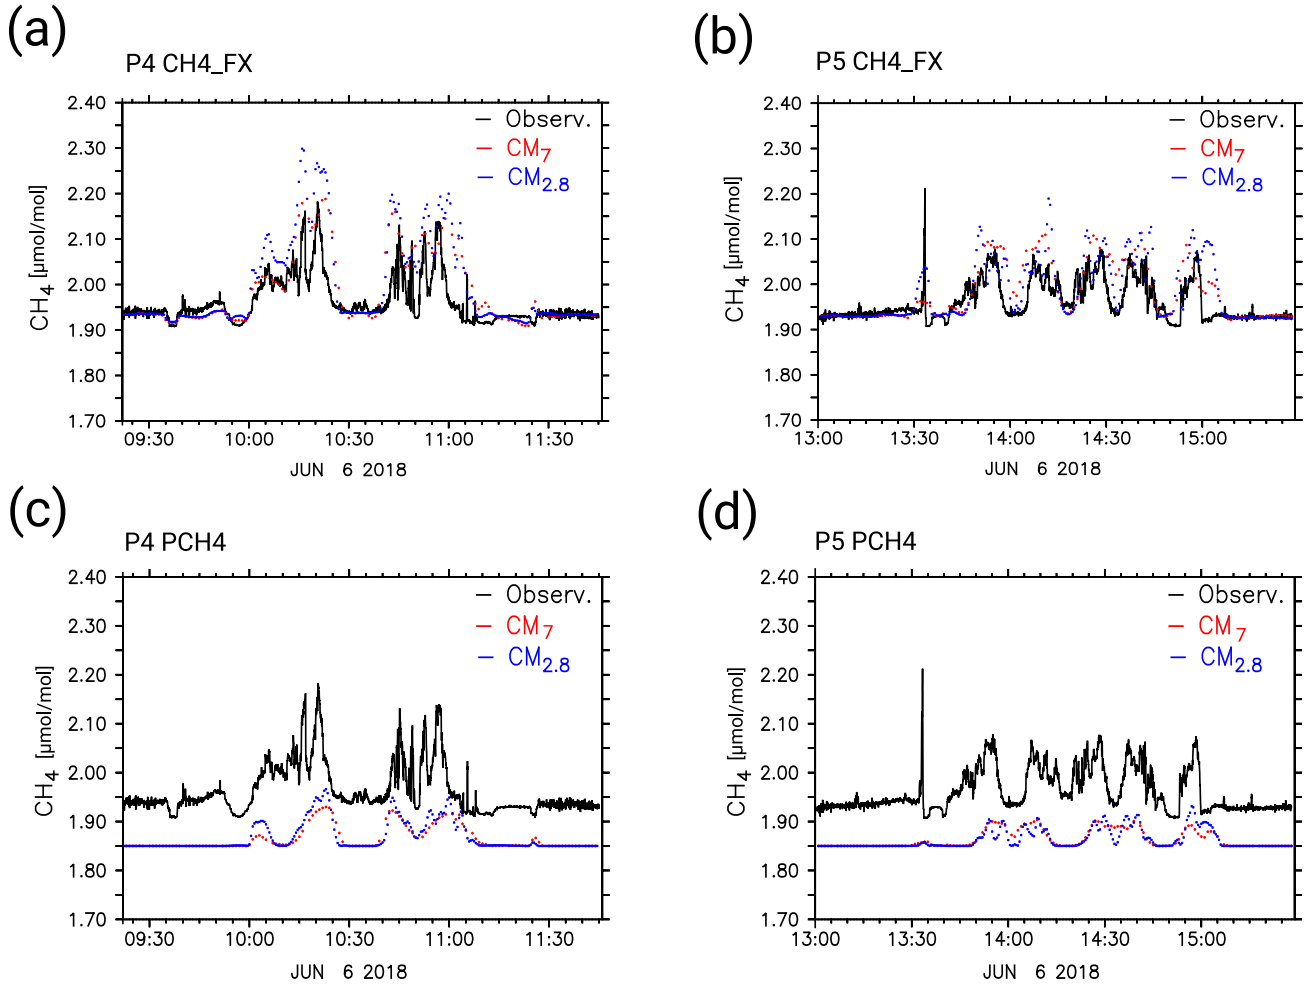 (a)
P4 CH4_FX
CH4 [µmol/mol]
2.40
2.30
2.20
2.10
2.00
1.90
1.80
1.70
Observ.
CM7
CM2.8
09:30 10:00 10:30 11:00 11:30
JUN 6 2018
(b)
P5 CH4_FX
CH4 [µmol/mol]
2.40
2.30
2.20
2.10
2.00
1.90
1.80
1.70
Observ.
CM7
CM2.8
13:00 13:30 14:00 14:30 15:00
JUN 6 2018
(c)
P4 PCH4
CH4 [µmol/mol]
2.40
2.30
2.20
2.10
2.00
1.90
1.80
1.70
Observ.
CM7
CM2.8
09:30 10:00 10:30 11:00 11:30
JUN 6 2018
(d)
P5 PCH4
CH4 [µmol/mol]
2.40
2.30
2.20
2.10
2.00
1.90
1.80
1.70
Observ.
CM7
CM2.8
13:00 13:30 14:00 14:30 15:00
JUN 6 2018